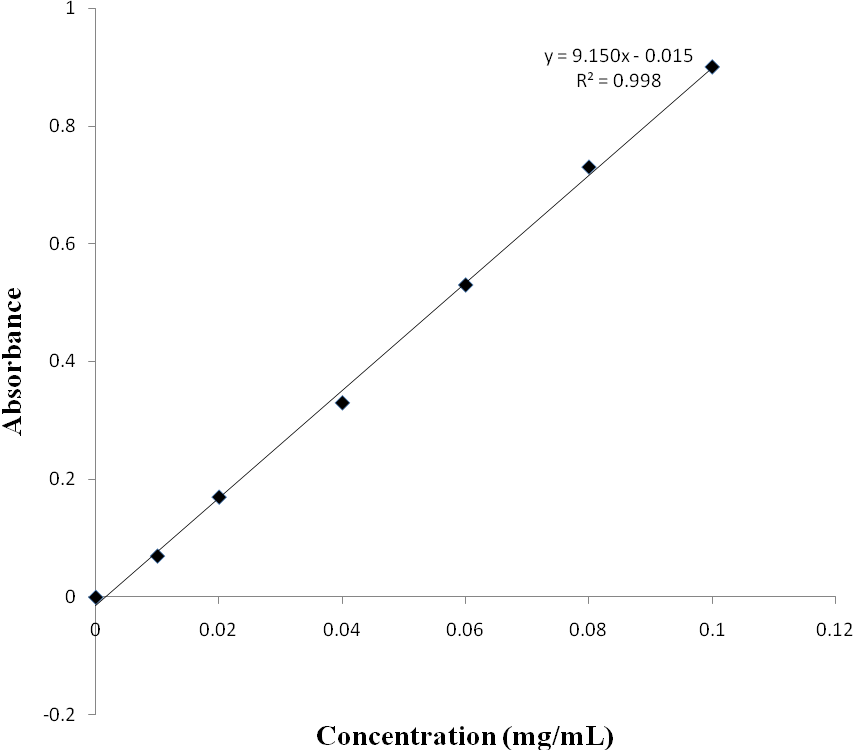 1
y = 9.150x - 0.015
R² = 0.998
0.8
0.6
Absorbance
0.4
0.2
0
0 0.02 0.04 0.06 0.08 0.1 0.12
-0.2
Concentration (mg/mL)